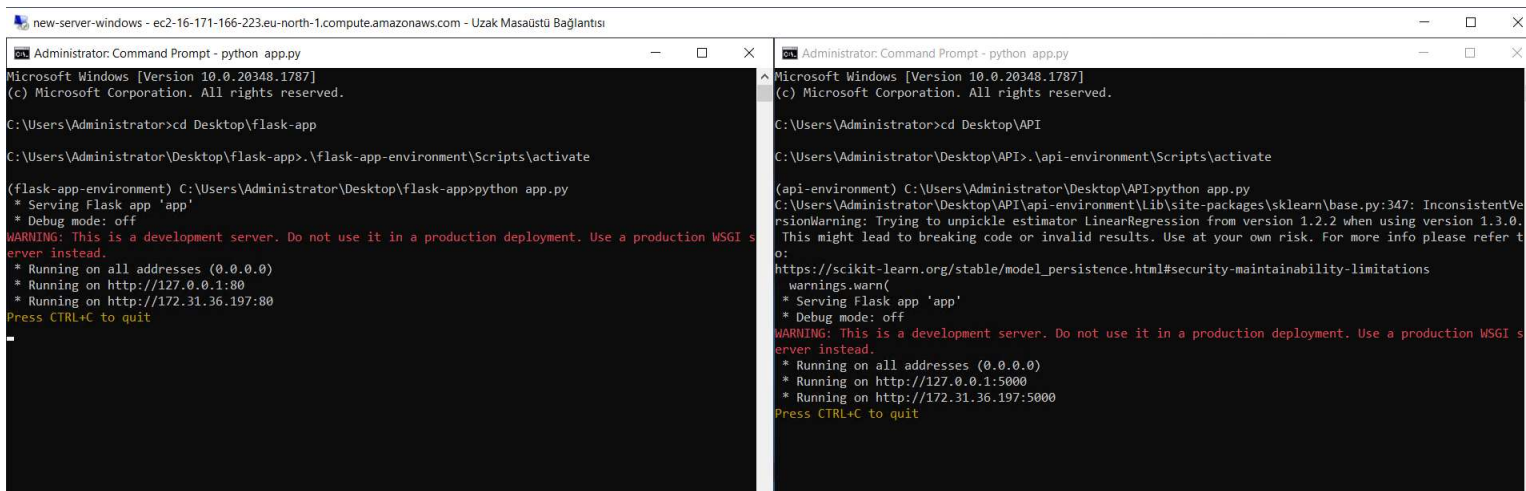 new-server-windows - ec2-16-171-166-223.eu-north-1.compute.amazonaws.com - Uzak Masaüstü Bağlantısı
Administrator: Command Prompt - python app.py
Microsoft Windows [Version 10.0.20348.1787]
(c) Microsoft Corporation. All rights reserved.
C:\Users\Administrator>cd Desktop\flask-app
C:\Users\Administrator\Desktop\flask-app>.\flask-app-environment\Scripts\activate
(flask-app-environment) C:\Users\Administrator\Desktop\flask-app>python app.py
* Serving Flask app 'app'
* Debug mode: off
WARNING: This is a development server. Do not use it in a production deployment. Use a production WSGI s
erver instead.
* Running on all addresses (0.0.0.0)
* Running on http://127.0.0.1:80
* Running on http://172.31.36.197:80
Press CTRL+C to quit
Administrator: Command Prompt - python app.py
Microsoft Windows [Version 10.0.20348.1787]
(c) Microsoft Corporation. All rights reserved.
C:\Users\Administrator>cd Desktop\API
C:\Users\Administrator\Desktop\API>.\api-environment\Scripts\activate
(api-environment) C:\Users\Administrator\Desktop\API>python app.py
C:\Users\Administrator\Desktop\API\api-environment\Lib\site-packages\sklearn\base.py:347: InconsistentVe
rsionWarning: Trying to unpickle estimator LinearRegression from version 1.2.2 when using version 1.3.0.
This might lead to breaking code or invalid results. Use at your own risk. For more info please refer t
o:
https://scikit-learn.org/stable/model_persistence.html#security-maintainability-limitations
warnings.warn(
* Serving Flask app 'app'
* Debug mode: off
WARNING: This is a development server. Do not use it in a production deployment. Use a production WSGI s
erver instead.
* Running on all addresses (0.0.0.0)
* Running on http://127.0.0.1:5000
* Running on http://172.31.36.197:5000
Press CTRL+C to quit